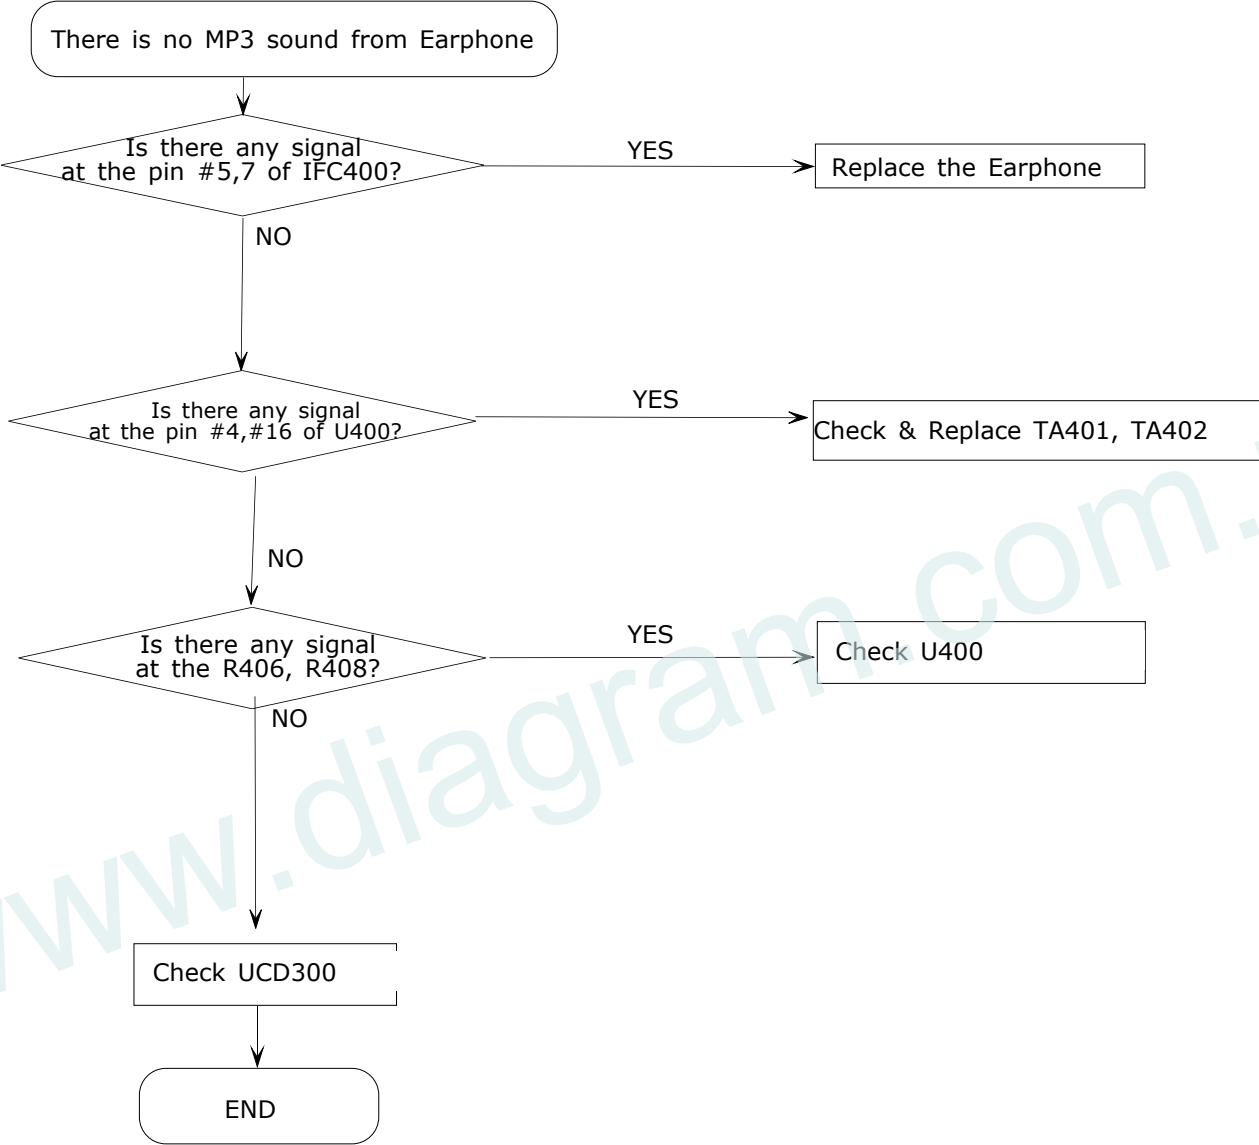 There is no MP3 sound from Earphone
Is there any signal
at the pin #5,7 of IFC400?
YES
Replace the Earphone
NO
Is there any signal
at the pin #4,#16 of U400?
YES
Check & Replace TA401, TA402
NO
Is there any signal
at the R406, R408?
YES
Check U400
NO
Check UCD300
END
www.diagram.com.